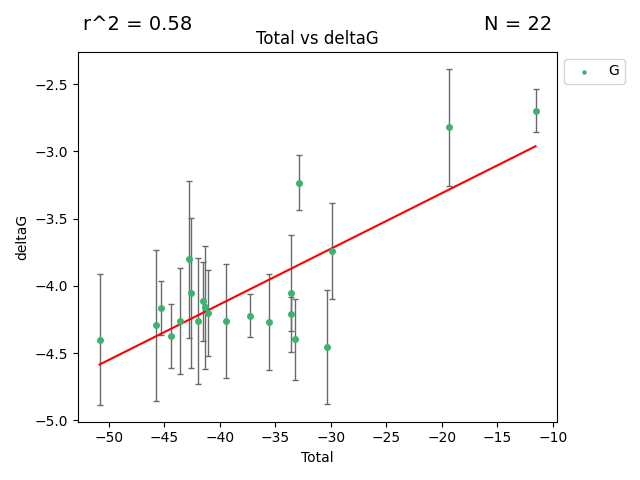 r^2 = 0.58
N = 22
Total vs deltaG
G
−2.5
−3.0
−3.5
−4.0
−4.5
−5.0
deltaG
−50
−45
−40
−35
−30
−25
−20
−15
−10
Total